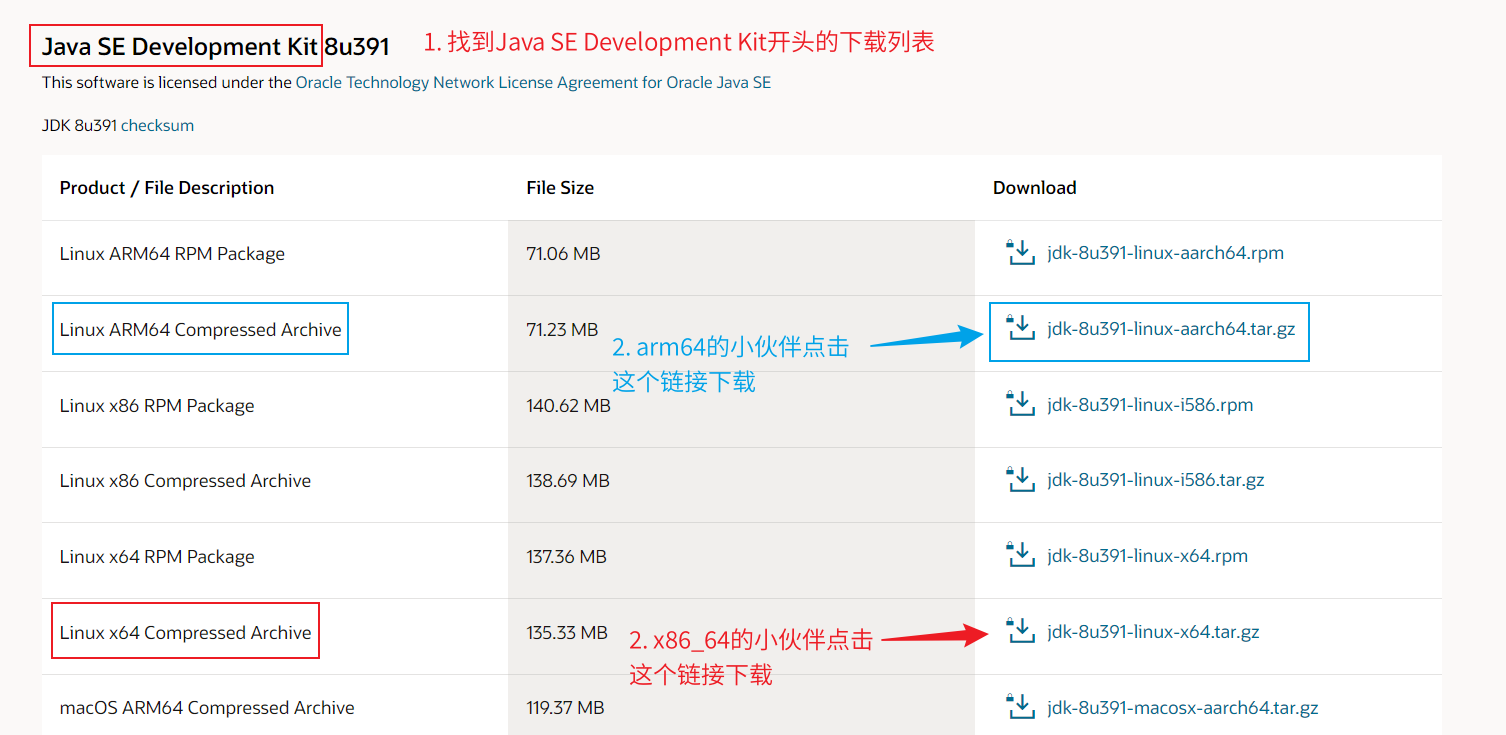 Java SE Development Kit 8u391 1. 找到Java SE Development Kit开头的下载列表
This software is licensed under the Oracle Technology Network License Agreement for Oracle Java SE
JDK 8u391 checksum
Product / File Description File Size Download
Linux ARM64 RPM Package 71.06 MB jdk-8u391-linux-aarch64.rpm
Linux ARM64 Compressed Archive 71.23 MB jdk-8u391-linux-aarch64.tar.gz
2. arm64的小伙伴点击
这个链接下载
Linux x86 RPM Package 140.62 MB jdk-8u391-linux-i586.rpm
Linux x86 Compressed Archive 138.69 MB jdk-8u391-linux-i586.tar.gz
Linux x64 RPM Package 137.36 MB jdk-8u391-linux-x64.rpm
Linux x64 Compressed Archive 135.33 MB jdk-8u391-linux-x64.tar.gz
2. x86_64的小伙伴点击
这个链接下载
macOS ARM64 Compressed Archive 119.37 MB jdk-8u391-macosx-aarch64.tar.gz